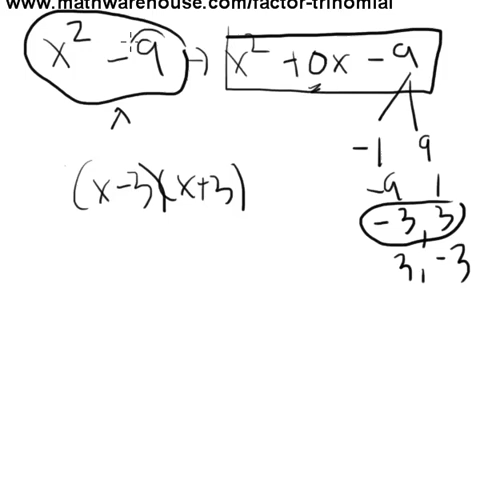 www.mathwarehouse.com/factor-trinomial
x² - 9 → x² + 0x - 9
-1 9
(x-3)(x+3)
-9 1
-3, 3
3, -3